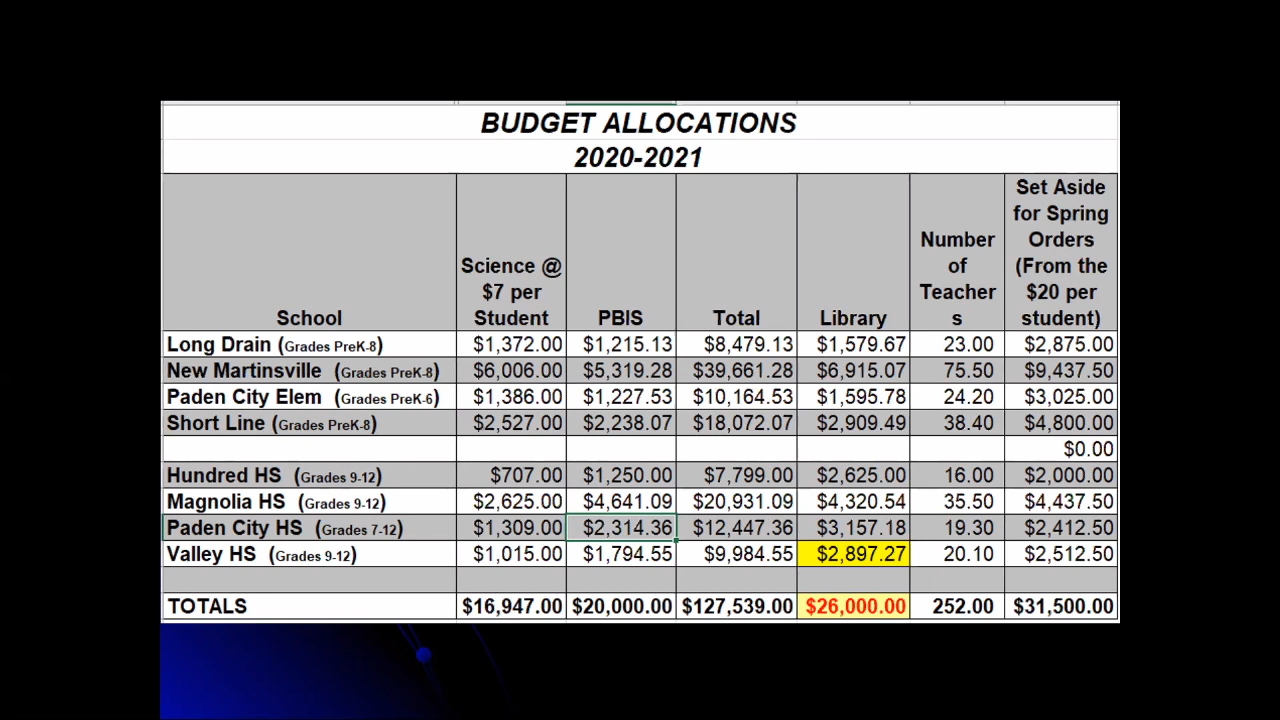 BUDGET ALLOCATIONS
2020-2021
School Science @ $7 per Student PBIS Total Library Number of Teacher s Set Aside for Spring Orders (From the $20 per student)
Long Drain (Grades PreK-8) $1,372.00 $1,215.13 $8,479.13 $1,579.67 23.00 $2,875.00
New Martinsville (Grades PreK-8) $6,006.00 $5,319.28 $39,661.28 $6,915.07 75.50 $9,437.50
Paden City Elem (Grades PreK-6) $1,386.00 $1,227.53 $10,164.53 $1,595.78 24.20 $3,025.00
Short Line (Grades PreK-8) $2,527.00 $2,238.07 $18,072.07 $2,909.49 38.40 $4,800.00
$0.00
Hundred HS (Grades 9-12) $707.00 $1,250.00 $7,799.00 $2,625.00 16.00 $2,000.00
Magnolia HS (Grades 9-12) $2,625.00 $4,641.09 $20,931.09 $4,320.54 35.50 $4,437.50
Paden City HS (Grades 7-12) $1,309.00 $2,314.36 $12,447.36 $3,157.18 19.30 $2,412.50
Valley HS (Grades 9-12) $1,015.00 $1,794.55 $9,984.55 $2,897.27 20.10 $2,512.50
TOTALS $16,947.00 $20,000.00 $127,539.00 $26,000.00 252.00 $31,500.00